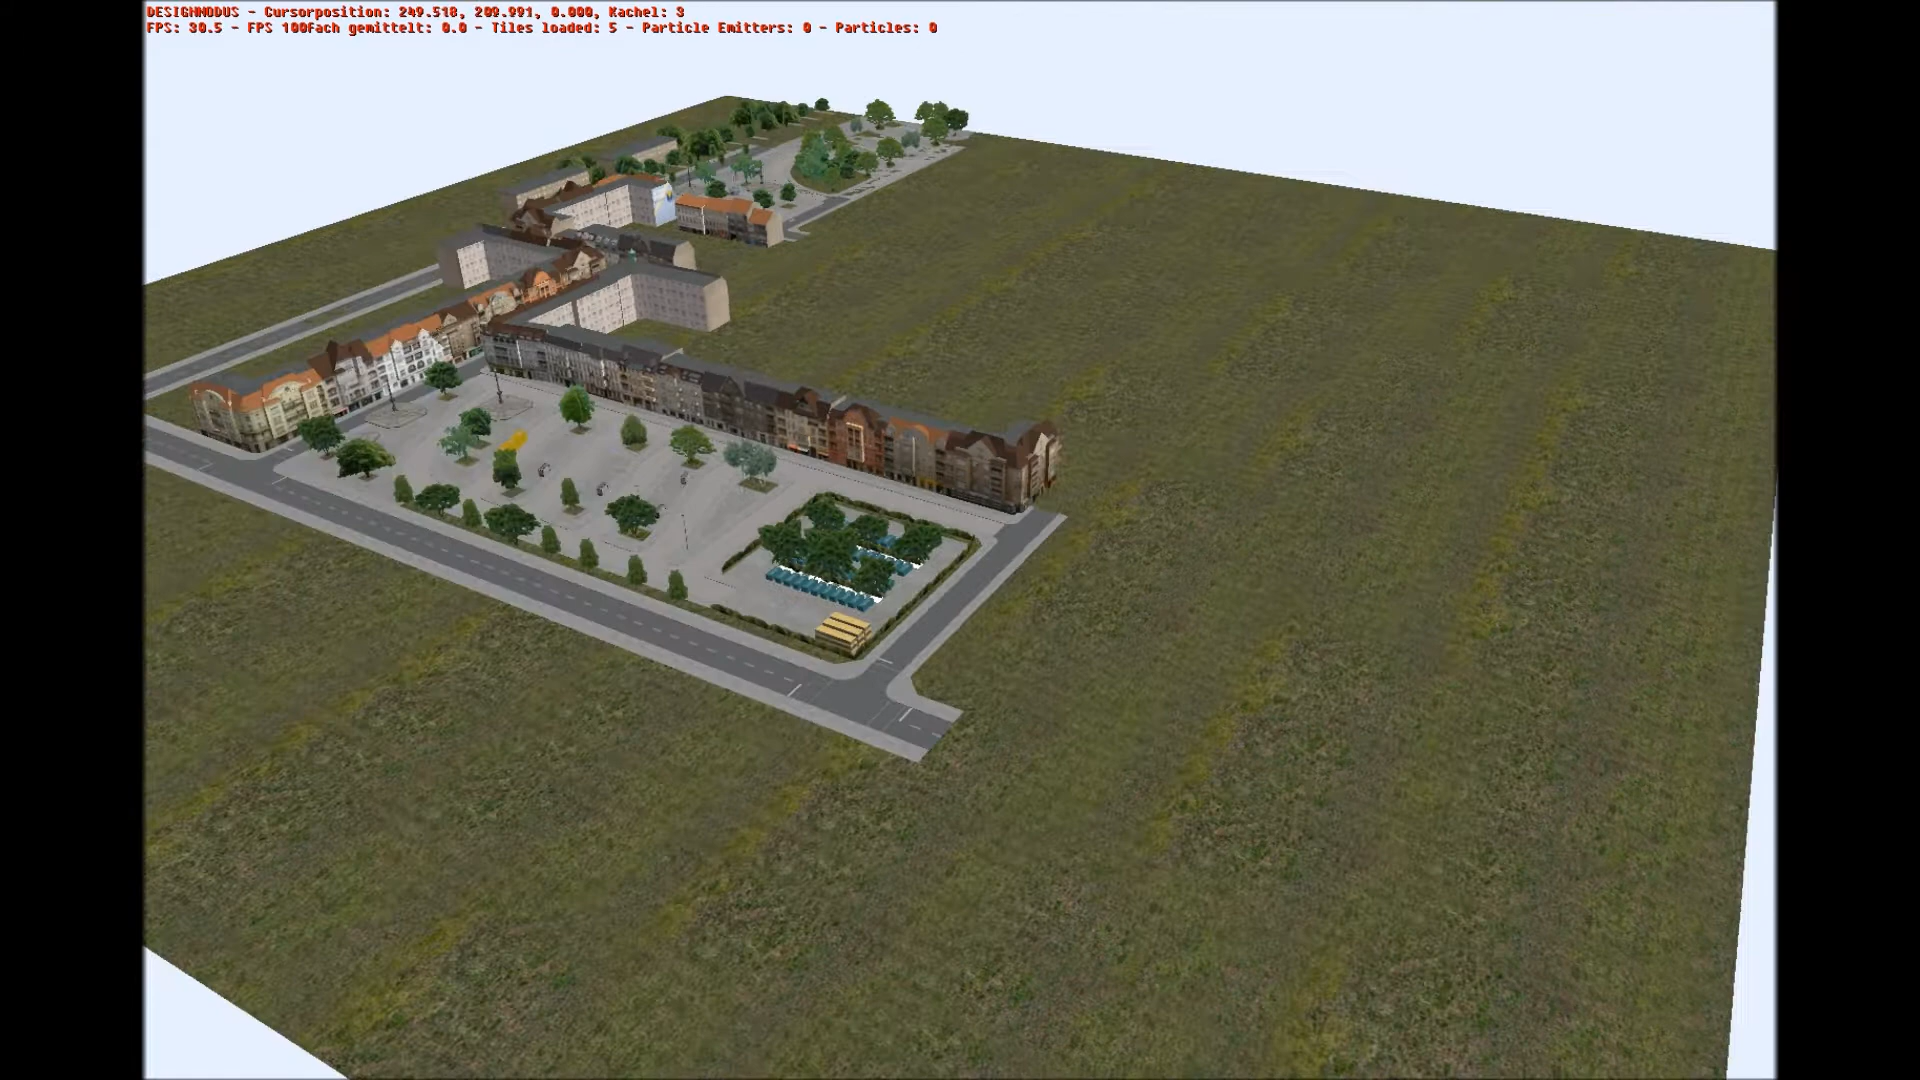 DESIGNMODUS - Cursorposition: 249.518, 209.991, 0.000, Kachel: 3
FPS: 30.5 - FPS 100Fach gemittelt: 0.0 - Tiles loaded: 5 - Particle Emitters: 0 - Particles: 0